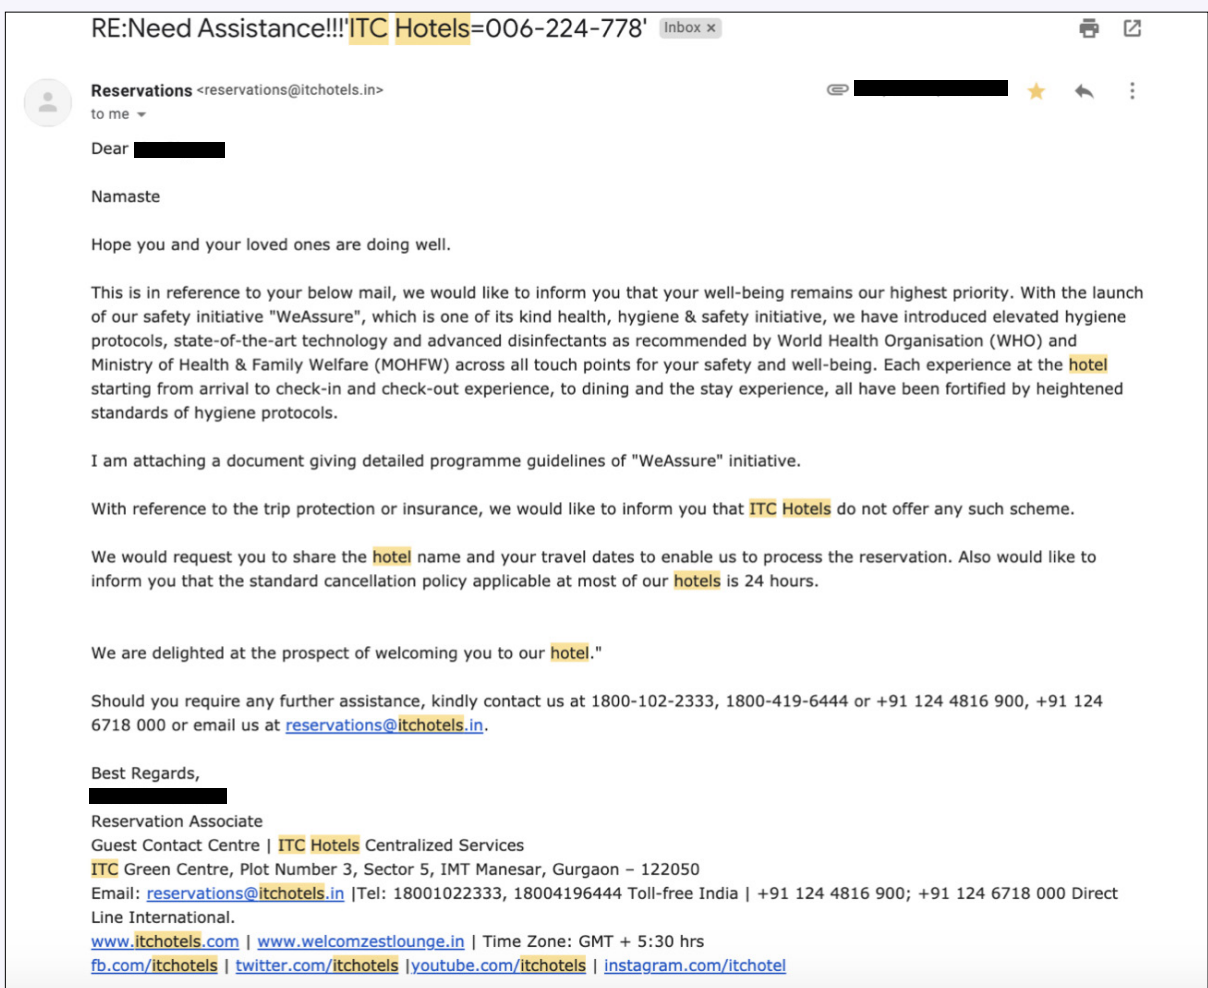 RE:Need Assistance!!!'ITC Hotels=006-224-778' Inbox x
Reservations <reservations@itchotels.in>
to me
Dear
Namaste
Hope you and your loved ones are doing well.
This is in reference to your below mail, we would like to inform you that your well-being remains our highest priority. With the launch
of our safety initiative "WeAssure", which is one of its kind health, hygiene & safety initiative, we have introduced elevated hygiene
protocols, state-of-the-art technology and advanced disinfectants as recommended by World Health Organisation (WHO) and
Ministry of Health & Family Welfare (MOHFW) across all touch points for your safety and well-being. Each experience at the hotel
starting from arrival to check-in and check-out experience, to dining and the stay experience, all have been fortified by heightened
standards of hygiene protocols.
I am attaching a document giving detailed programme guidelines of "WeAssure" initiative.
With reference to the trip protection or insurance, we would like to inform you that ITC Hotels do not offer any such scheme.
We would request you to share the hotel name and your travel dates to enable us to process the reservation. Also would like to
inform you that the standard cancellation policy applicable at most of our hotels is 24 hours.
We are delighted at the prospect of welcoming you to our hotel."
Should you require any further assistance, kindly contact us at 1800-102-2333, 1800-419-6444 or +91 124 4816 900, +91 124
6718 000 or email us at reservations@itchotels.in.
Best Regards,
Reservation Associate
Guest Contact Centre | ITC Hotels Centralized Services
ITC Green Centre, Plot Number 3, Sector 5, IMT Manesar, Gurgaon – 122050
Email: reservations@itchotels.in |Tel: 18001022333, 18004196444 Toll-free India | +91 124 4816 900; +91 124 6718 000 Direct
Line International.
www.itchotels.com | www.welcomzestlounge.in | Time Zone: GMT + 5:30 hrs
fb.com/itchotels | twitter.com/itchotels |youtube.com/itchotels | instagram.com/itchotel